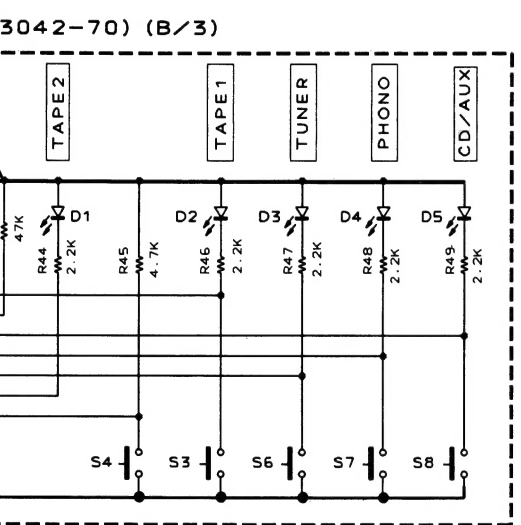 3042-70) (B/3)
TAPE2
TAPE1
TUNER
PHONO
CD/AUX
D1
D2
D3
D4
D5
47K
R44 2.2K
R45 4.7K
R46 2.2K
R47 2.2K
R48 2.2K
R49 2.2K
S4
S3
S6
S7
S8